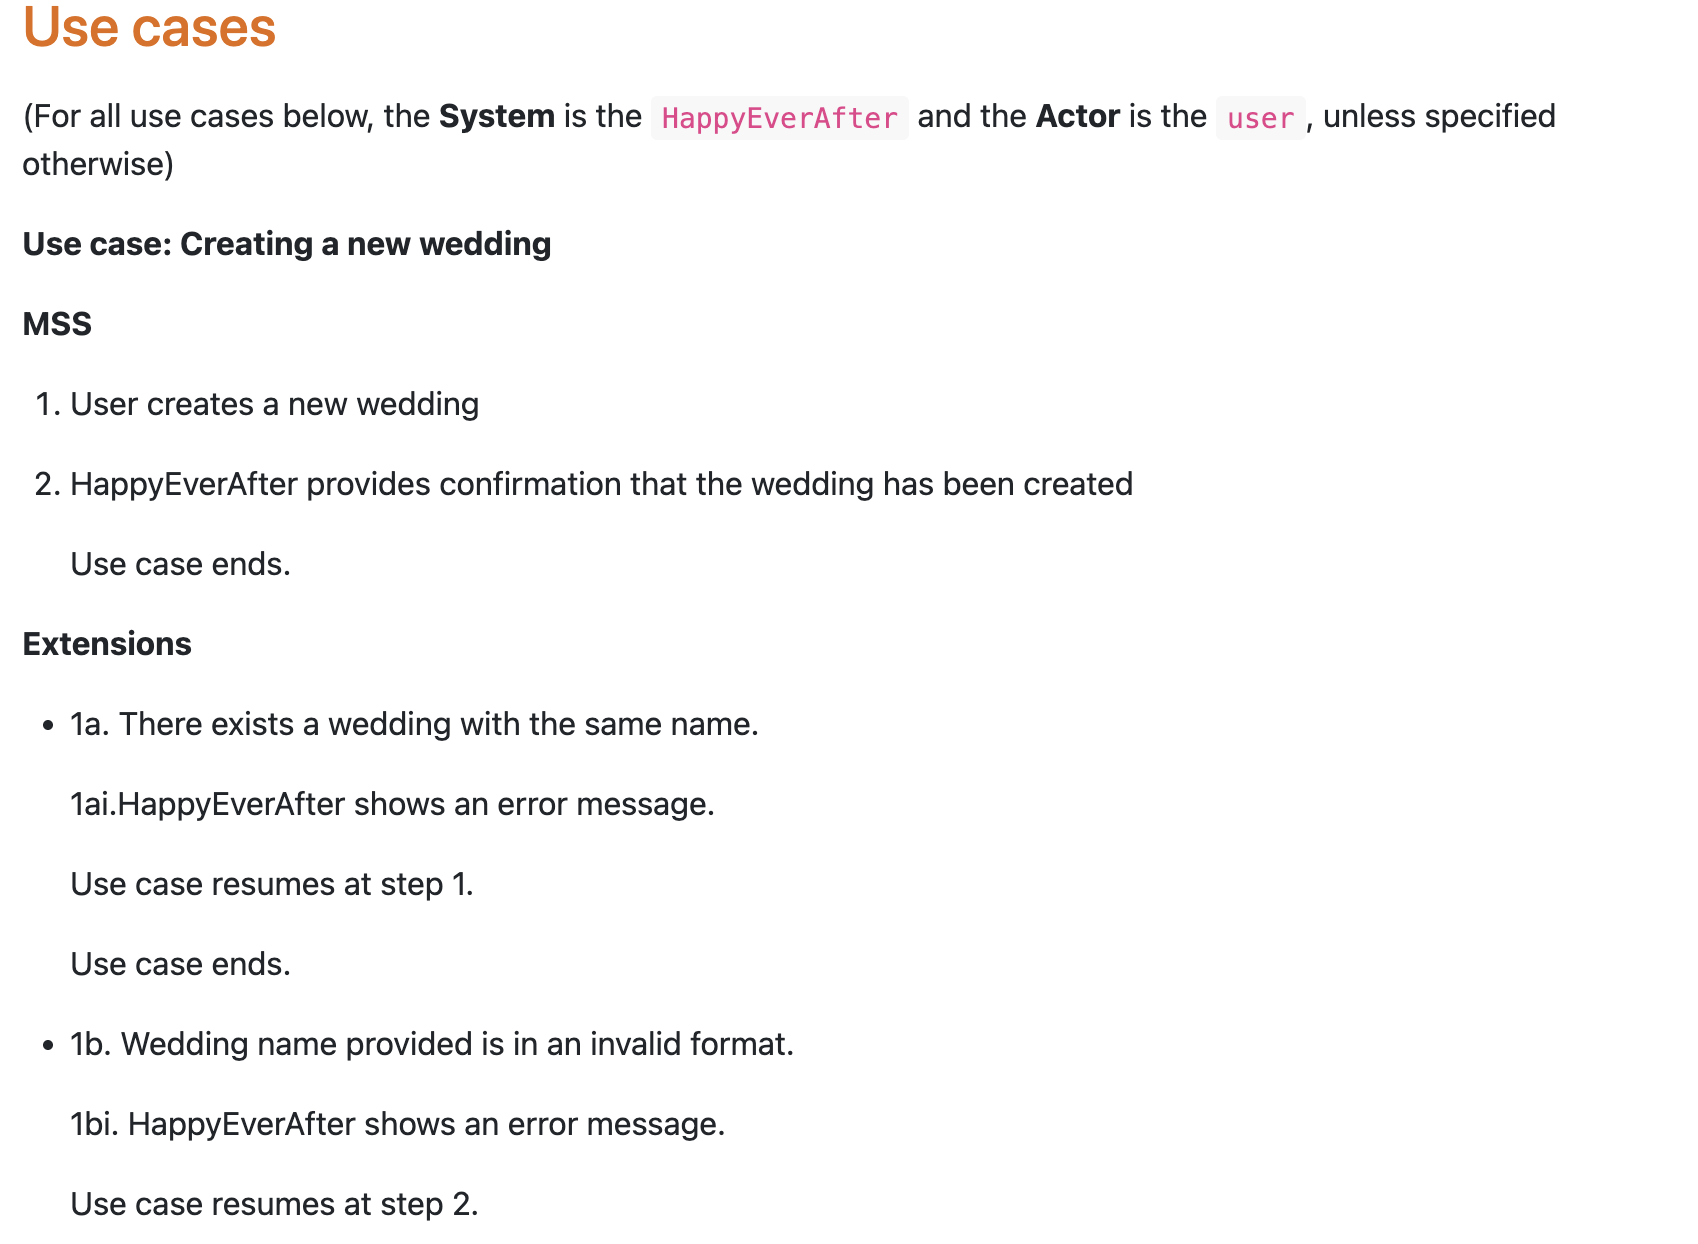 Use cases
(For all use cases below, the System is the HappyEverAfter and the Actor is the user, unless specified
otherwise)
Use case: Creating a new wedding
MSS
1. User creates a new wedding
2. HappyEverAfter provides confirmation that the wedding has been created
Use case ends.
Extensions
• 1a. There exists a wedding with the same name.
1ai.HappyEverAfter shows an error message.
Use case resumes at step 1.
Use case ends.
• 1b. Wedding name provided is in an invalid format.
1bi. HappyEverAfter shows an error message.
Use case resumes at step 2.